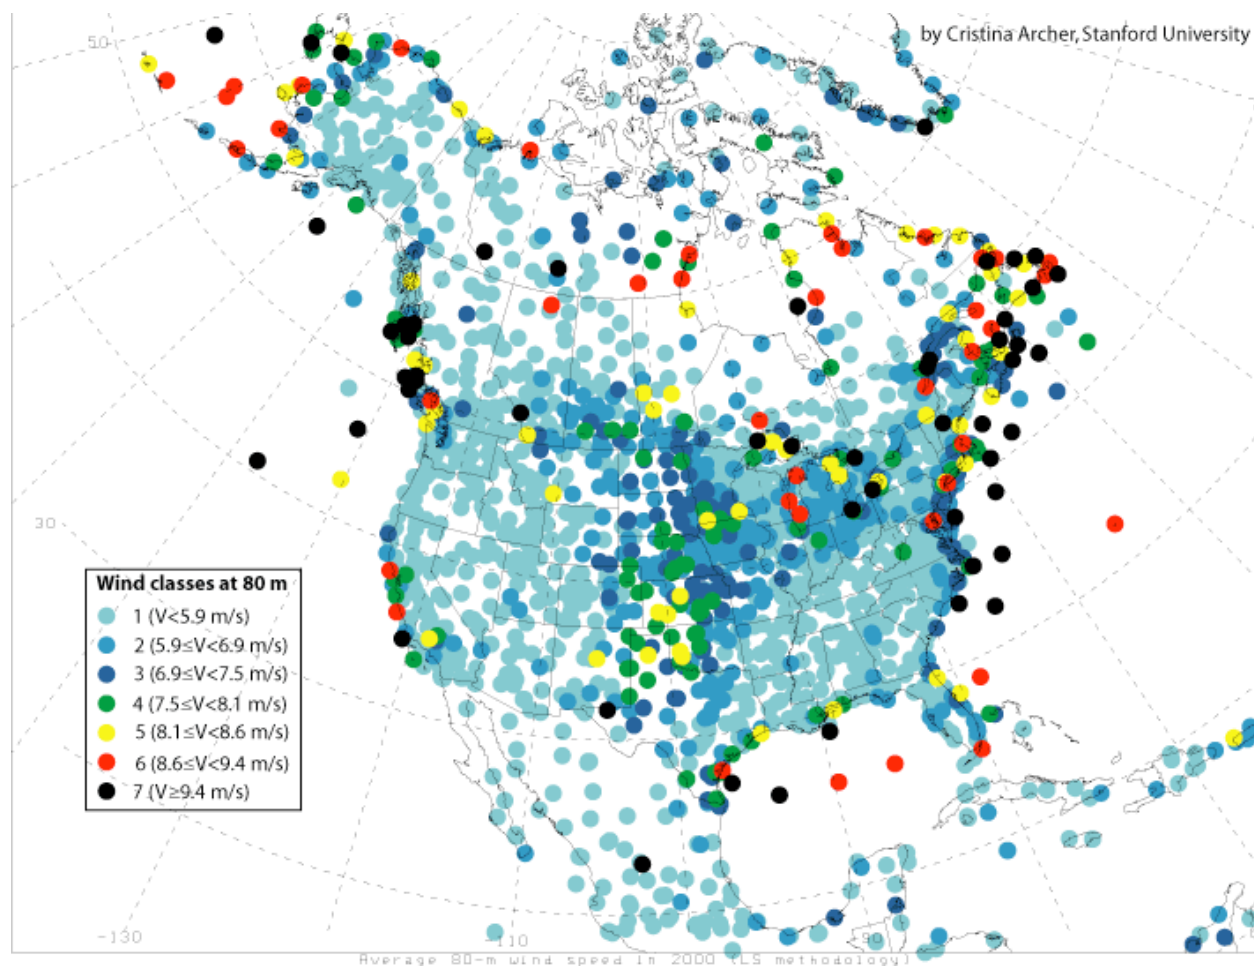 by Cristina Archer, Stanford University
50
30
Wind classes at 80 m
1 (V<5.9 m/s)
2 (5.9≤V<6.9 m/s)
3 (6.9≤V<7.5 m/s)
4 (7.5≤V<8.1 m/s)
5 (8.1≤V<8.6 m/s)
6 (8.6≤V<9.4 m/s)
7 (V≥9.4 m/s)
-130
-110
-90
Average 80-m wind speed in 2000 (LS methodology)